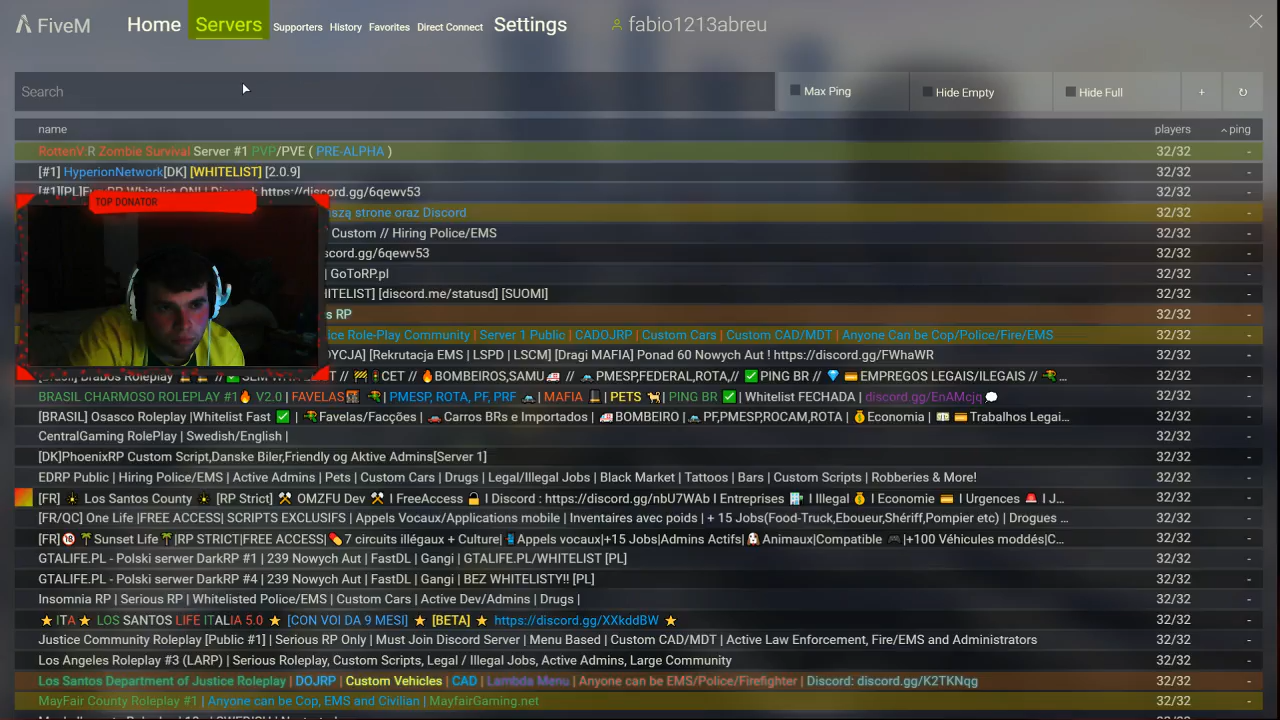 FiveM Home Servers Supporters History Favorites Direct Connect Settings fabio1213abreu
Search Max Ping Hide Empty Hide Full +
name players ping
RottenV.R Zombie Survival Server #1 PVP/PVE ( PRE-ALPHA ) 32/32 -
[#1] HyperionNetwork[DK] [WHITELIST] [2.0.9] 32/32 -
https://discord.gg/6qewv53 32/32 -
TOP DONATOR
strone oraz Discord 32/32 -
Custom // Hiring Police/EMS 32/32 -
cord.gg/6qewv53 32/32 -
| GoToRP.pl 32/32 -
[discord.me/statusd] [SUOMI] 32/32 -
s RP 32/32 -
Role-Play Community | Server 1 Public | CADOJRP | Custom Cars | Custom CAD/MDT | Anyone Can be Cop/Police/Fire/EMS 32/32 -
[Rekrutacja EMS | LSPD | LSCM] [Dragi MAFIA] Ponad 60 Nowych Aut ! https://discord.gg/FWhaWR 32/32 -
CET // 🔥BOMBEIROS,SAMU🚑 // 🚓 PMESP,FEDERAL,ROTA,// ✅ PING BR // 💎 💳EMPREGOS LEGAIS/ILEGAIS // 🔫... 32/32 -
BRASIL CHARMOSO ROLEPLAY #1🔥 V2.0 | FAVELAS | PMESP, ROTA, PF, PRF 🚓 | MAFIA | PETS 🐕 | PING BR ✅ | Whitelist FECHADA | discord.gg/EnAMcjq 💭 32/32 -
[BRASIL] Osasco Roleplay |Whitelist Fast ✅ | 🔫Favelas/Facções | 🚗 Carros BRs e Importados | 🚑BOMBEIRO | 🚓 PF,PMESP,ROCAM,ROTA | 💰Economia | 💵 💳Trabalhos Legai... 32/32 -
CentralGaming RolePlay | Swedish/English | 32/32 -
[DK]PhoenixRP Custom Script,Danske Biler,Friendly og Aktive Admins[Server 1] 32/32 -
EDRP Public | Hiring Police/EMS | Active Admins | Pets | Custom Cars | Drugs | Legal/Illegal Jobs | Black Market | Tattoos | Bars | Custom Scripts | Robberies & More! 32/32 -
[FR] Los Santos County [RP Strict] ⚒ OMZFU Dev ⚒ I FreeAccess 🔓 I Discord : https://discord.gg/nbU7WAb I Entreprises I Illegal 💰 I Economie 💳 I Urgences 🚨 I J... 32/32 -
[FR/QC] One Life |FREE ACCESS| SCRIPTS EXCLUSIFS | Appels Vocaux/Applications mobile | Inventaires avec poids | + 15 Jobs(Food-Truck,Eboueur,Shériff,Pompier etc) | Drogues ... 32/32 -
[FR]🔞 🌴Sunset Life🌴|RP STRICT|FREE ACCESS|💊7 circuits illégaux + Culture|📲Appels vocaux|+15 Jobs|Admins Actifs|🐶Animaux|Compatible 🎮|+100 Véhicules moddés|C... 32/32 -
GTALIFE.PL - Polski serwer DarkRP #1 | 239 Nowych Aut | FastDL | Gangi | GTALIFE.PL/WHITELIST [PL] 32/32 -
GTALIFE.PL - Polski serwer DarkRP #4 | 239 Nowych Aut | FastDL | Gangi | BEZ WHITELISTY!! [PL] 32/32 -
Insomnia RP | Serious RP | Whitelisted Police/EMS | Custom Cars | Active Dev/Admins | Drugs | 32/32 -
⭐ ITA ⭐ LOS SANTOS LIFE ITALIA 5.0 ⭐ [CON VOI DA 9 MESI] ⭐ [BETA] ⭐ https://discord.gg/XXkddBW ⭐ 32/32 -
Justice Community Roleplay [Public #1] | Serious RP Only | Must Join Discord Server | Menu Based | Custom CAD/MDT | Active Law Enforcement, Fire/EMS and Administrators 32/32 -
Los Angeles Roleplay #3 (LARP) | Serious Roleplay, Custom Scripts, Legal / Illegal Jobs, Active Admins, Large Community 32/32 -
Los Santos Department of Justice Roleplay | DOJRP | Custom Vehicles | CAD | Lambda Menu | Anyone can be EMS/Police/Firefighter | Discord: discord.gg/K2TKNqg 32/32 -
MayFair County Roleplay #1 | Anyone can be Cop, EMS and Civilian | MayfairGaming.net 32/32 -